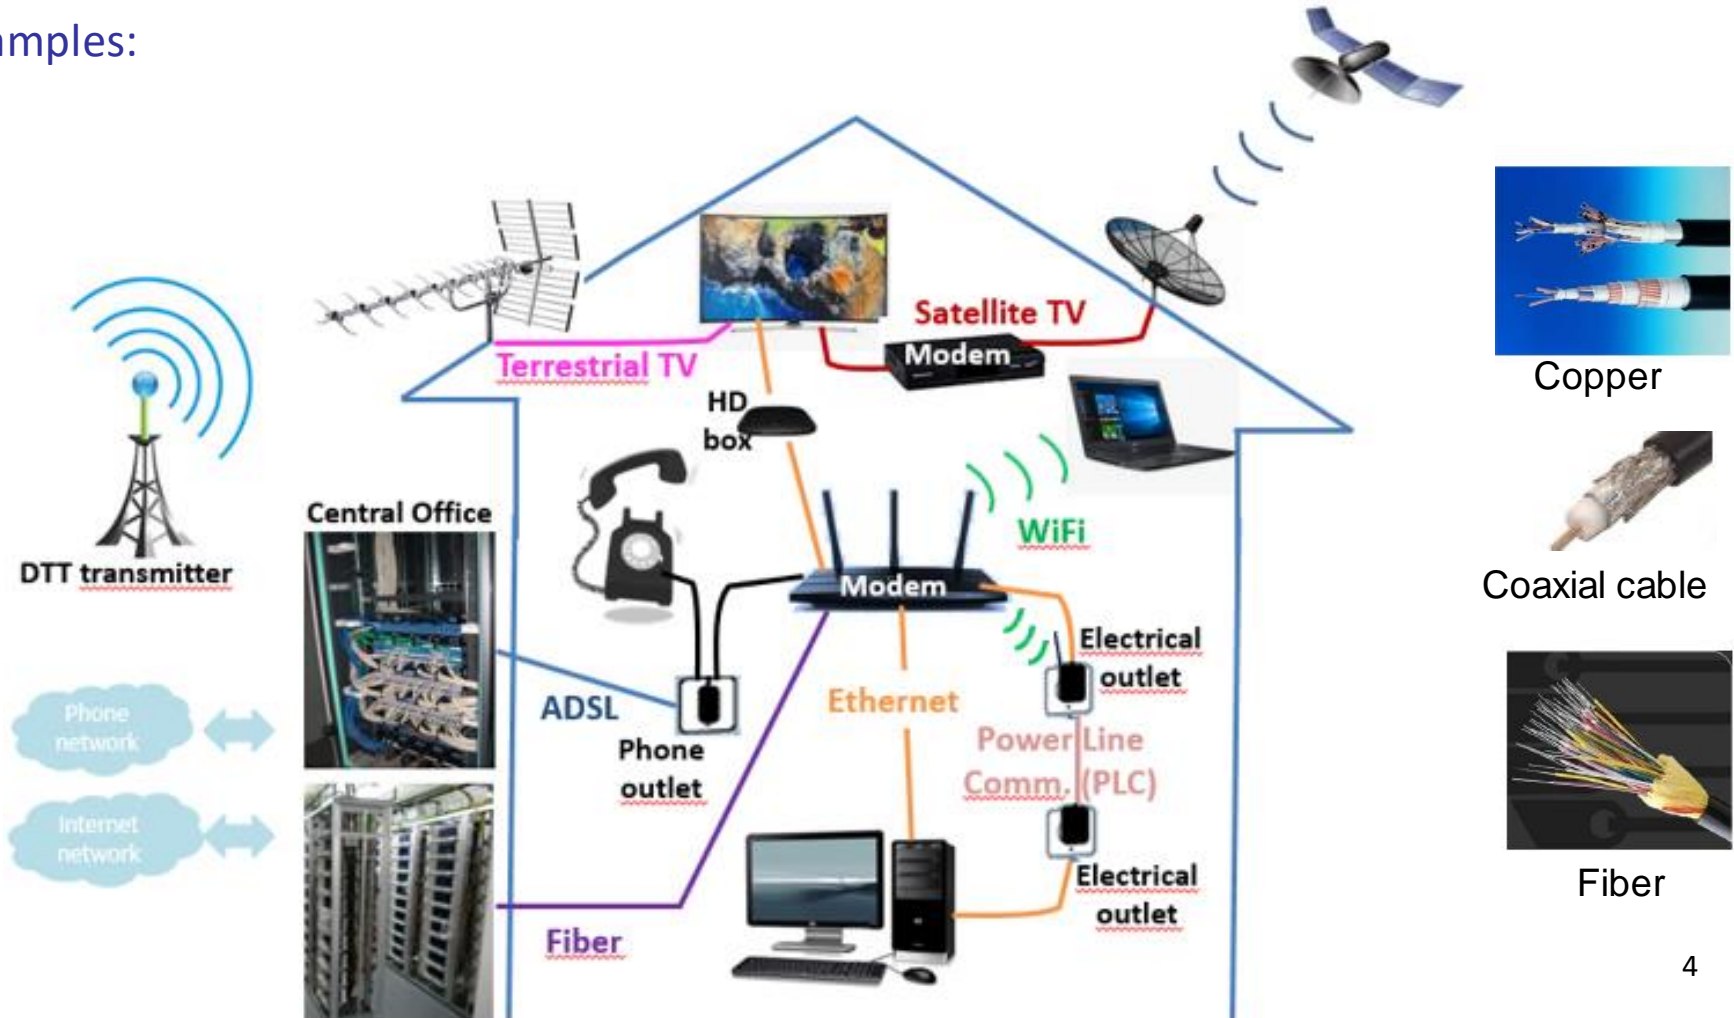 amples:
Satellite TV
Modem
Terrestrial TV
HD
box
Copper
Central Office
WiFi
DTT transmitter
Modem
Coaxial cable
Electrical
outlet
ADSL
Ethernet
Phone
network
Phone
outlet
Power Line
Comm. (PLC)
Internet
network
Electrical
outlet
Fiber
Fiber
4